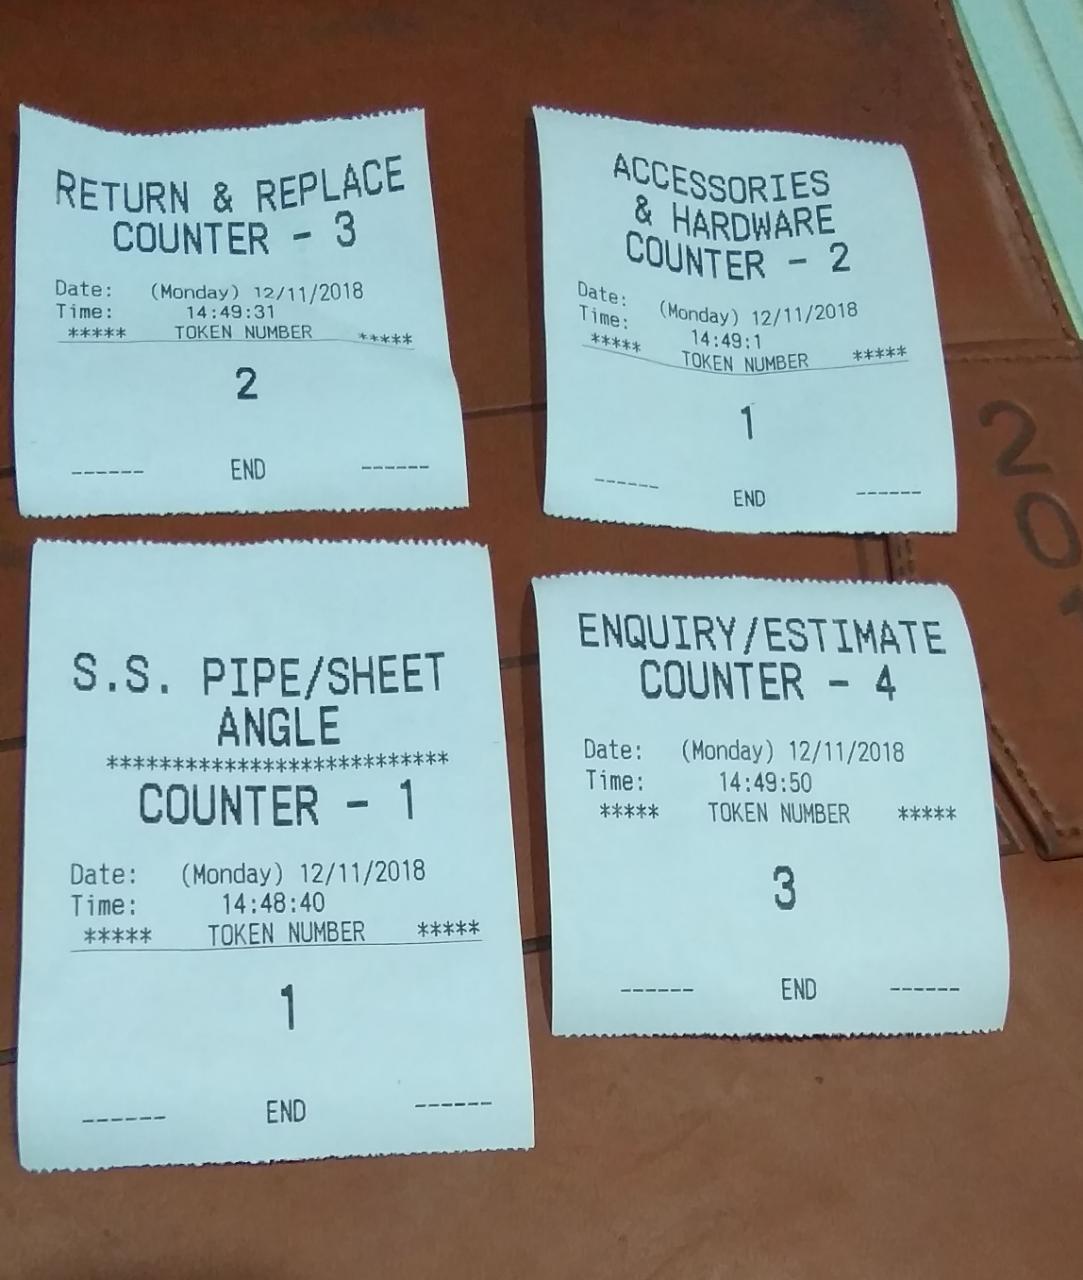 RETURN & REPLACE
COUNTER - 3
Date: (Monday) 12/11/2018
Time: 14:49:31
***** TOKEN NUMBER *****
2
------ END ------
ACCESSORIES
& HARDWARE
COUNTER - 2
Date: (Monday) 12/11/2018
Time: 14:49:1
***** TOKEN NUMBER *****
1
------ END ------
S.S. PIPE/SHEET
ANGLE
**************************
COUNTER - 1
Date: (Monday) 12/11/2018
Time: 14:48:40
***** TOKEN NUMBER *****
1
------ END ------
ENQUIRY/ESTIMATE
COUNTER - 4
Date: (Monday) 12/11/2018
Time: 14:49:50
***** TOKEN NUMBER *****
3
------ END ------
2
0